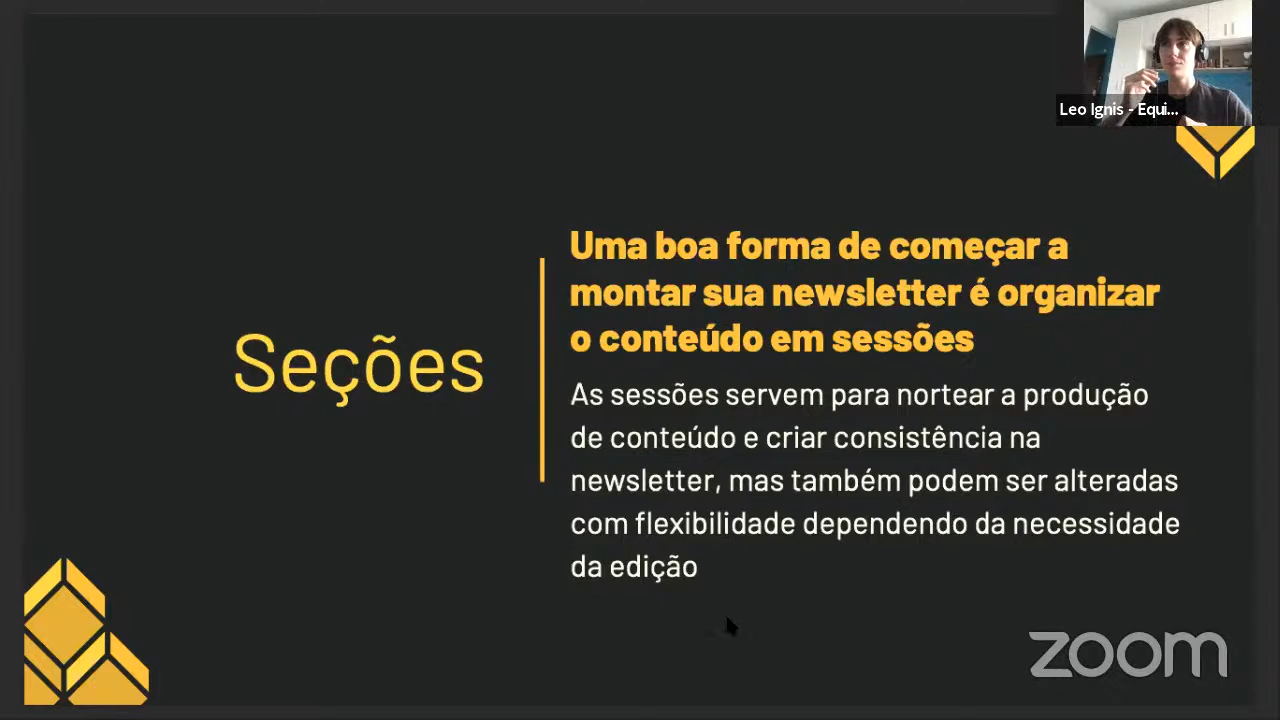 Leo Ignis - Equi...
Uma boa forma de começar a
montar sua newsletter é organizar
o conteúdo em sessões
Seções
As sessões servem para nortear a produção
de conteúdo e criar consistência na
newsletter, mas também podem ser alteradas
com flexibilidade dependendo da necessidade
da edição
zoom